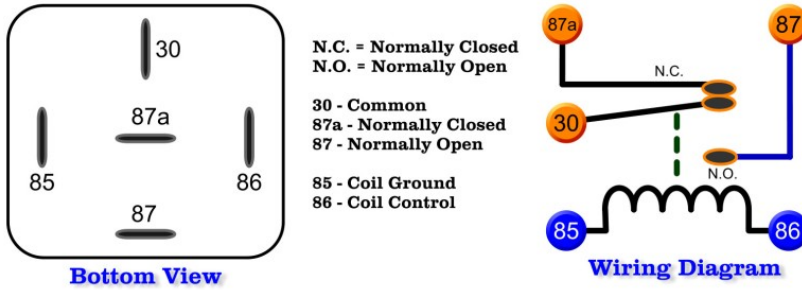 30
87a
85
86
87
Bottom View
N.C. = Normally Closed
N.O. = Normally Open
30 - Common
87a - Normally Closed
87 - Normally Open
85 - Coil Ground
86 - Coil Control
87a
87
N.C.
30
N.O.
85
86
Wiring Diagram